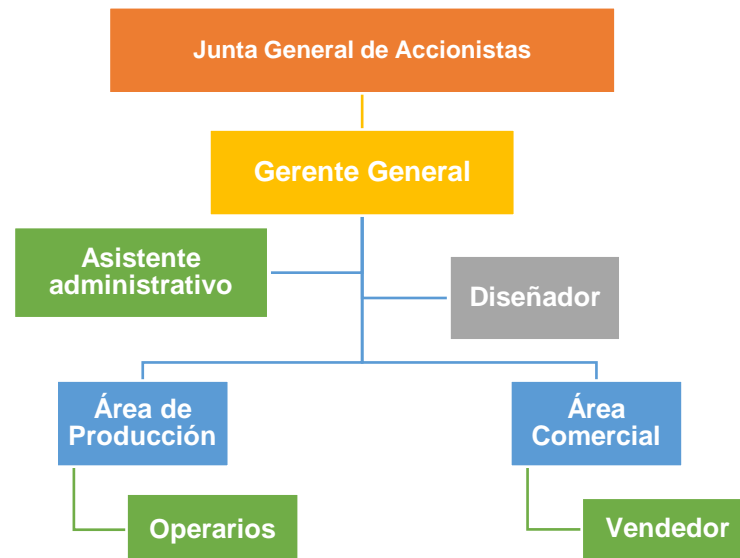 Junta General de Accionistas
Gerente General
Asistente
administrativo
Diseñador
Área de
Producción
Área
Comercial
Operarios
Vendedor